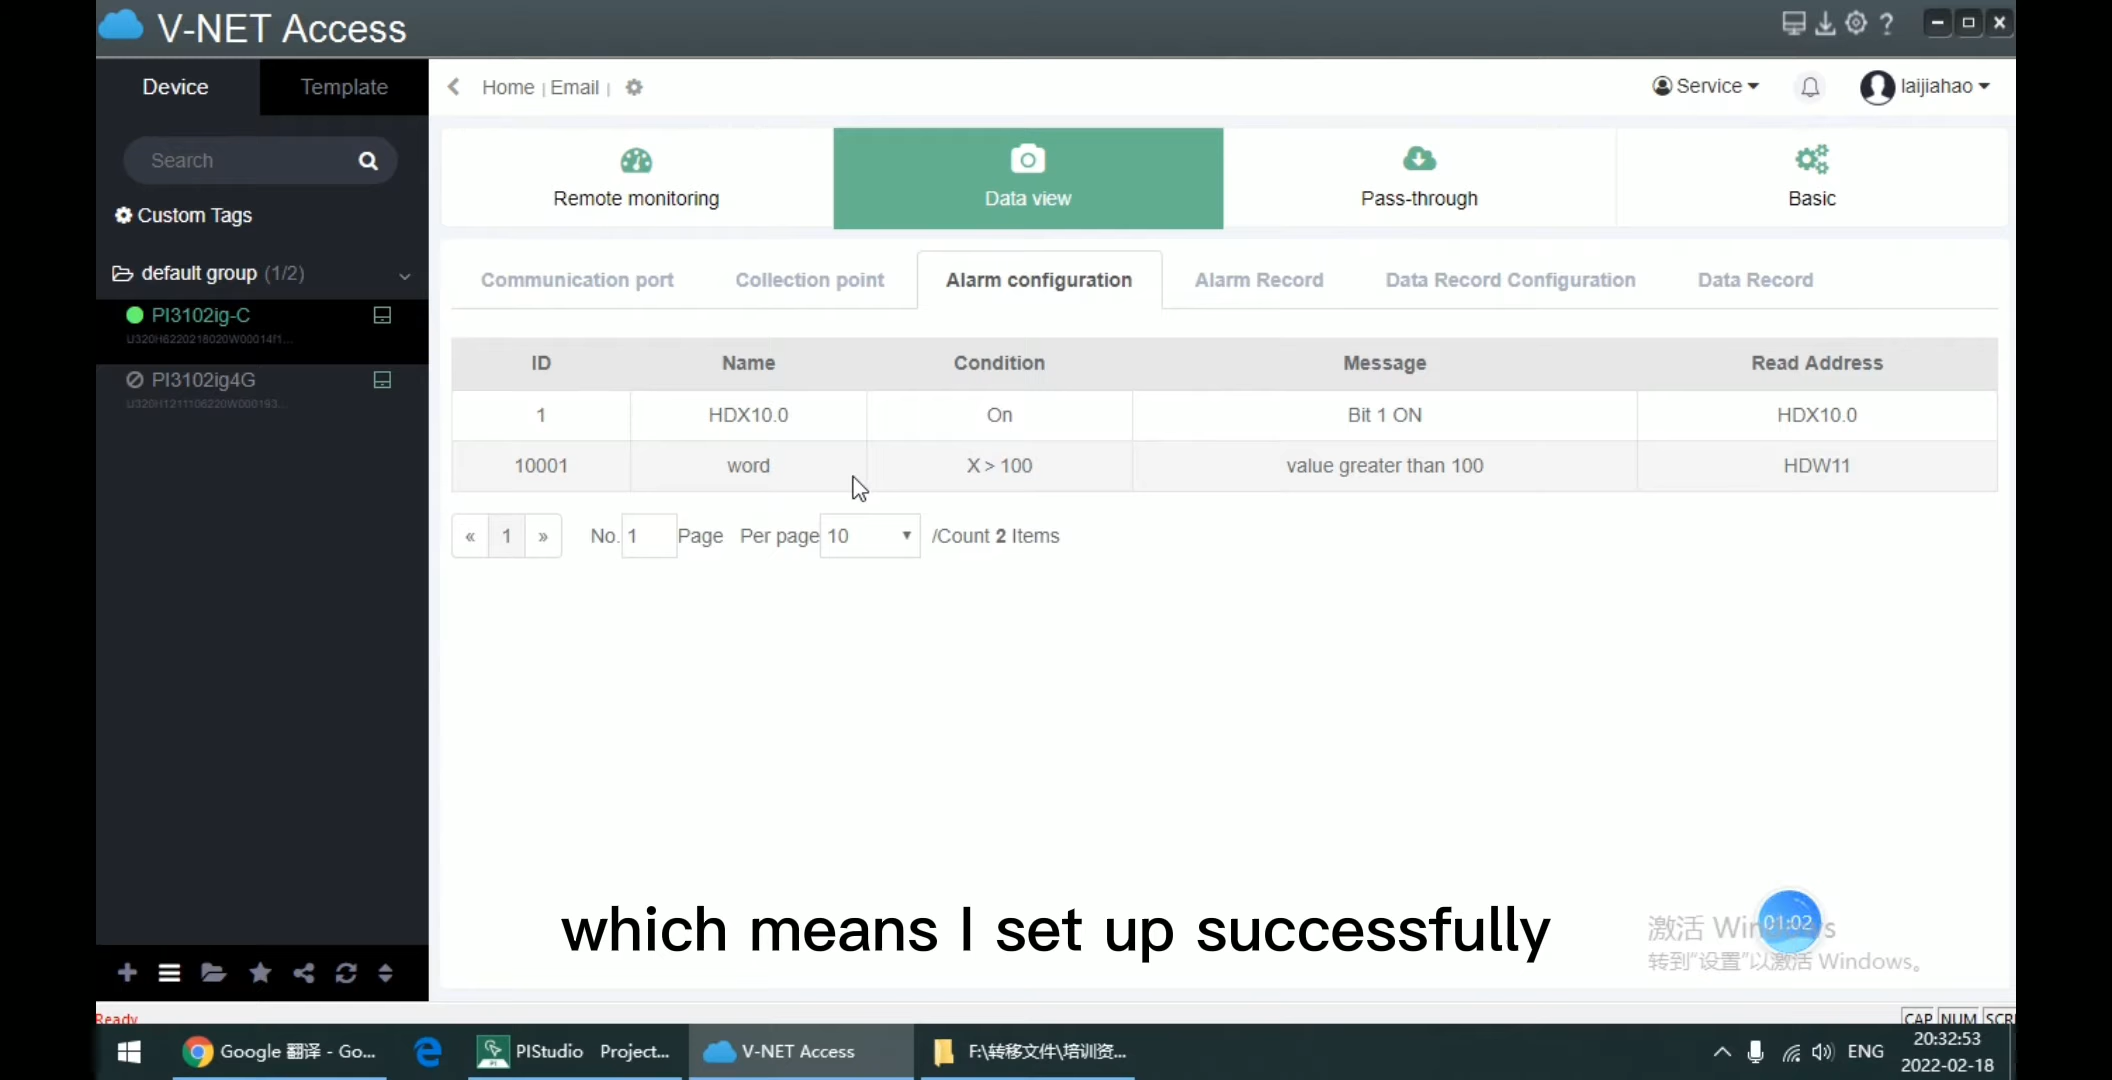 V-NET Access
Device
Template
Home | Email |
Service
laijiahao
Search
Custom Tags
default group (1/2)
PI3102ig-C
PI3102ig4G
Remote monitoring
Data view
Pass-through
Basic
Communication port
Collection point
Alarm configuration
Alarm Record
Data Record Configuration
Data Record
ID Name Condition Message Read Address
1 HDX10.0 On Bit 1 ON HDX10.0
10001 word X > 100 value greater than 100 HDW11
« 1 » No. 1 Page Per page 10 /Count 2 Items
which means I set up successfully
激活 Win
01:02
转到"设置"以激活 Windows。
Ready
CAP NUM
Google 翻译 - Go...
PIStudio Project...
V-NET Access
F:\转移文件\培训资...
ENG
20:32:53
2022-02-18